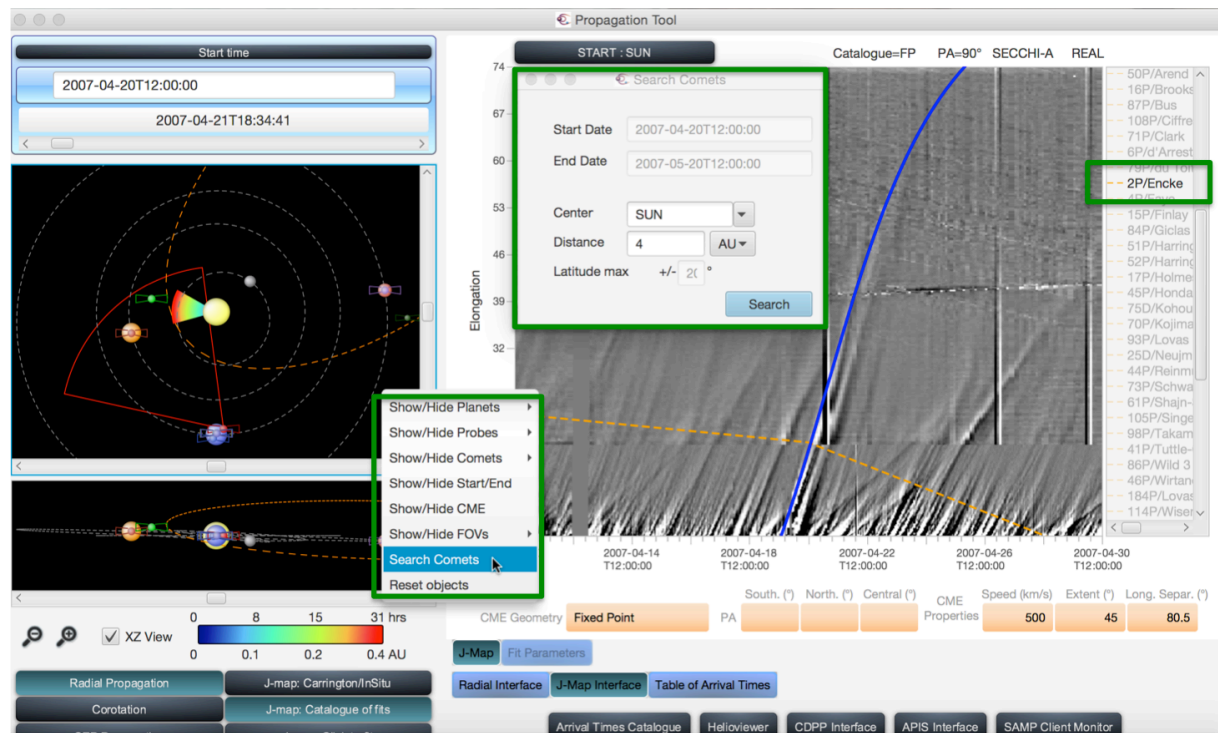 Propagation Tool
Start time
2007-04-20T12:00:00
2007-04-21T18:34:41
START : SUN
Catalogue=FP PA=90° SECCHI-A REAL
Search Comets
Start Date 2007-04-20T12:00:00
End Date 2007-05-20T12:00:00
Center SUN
Distance 4 AU
Latitude max +/- °
Search
Elongation
74
67
60
53
46
39
32
50P/Arend
16P/Brooks
87P/Bus
108P/Ciffre
71P/Clark
6P/d'Arrest
79P/du Toit
2P/Encke
4P/Faye
15P/Finlay
84P/Giclas
51P/Harring
52P/Harring
17P/Holme
45P/Honda
75D/Kohou
70P/Kojima
93P/Lovas
25D/Neujm
44P/Reinm
73P/Schwa
61P/Shajn-
105P/Singe
98P/Takam
41P/Tuttle-
86P/Wild 3
46P/Wirtan
184P/Lovas
114P/Wiser
Show/Hide Planets
Show/Hide Probes
Show/Hide Comets
Show/Hide Start/End
Show/Hide CME
Show/Hide FOVs
Search Comets
Reset objects
2007-04-14 2007-04-18 2007-04-22 2007-04-26 2007-04-30
T12:00:00 T12:00:00 T12:00:00 T12:00:00 T12:00:00
South. (°) North. (°) Central (°) Speed (km/s) Extent (°) Long. Separ. (°)
CME Geometry Fixed Point PA CME Properties 500 45 80.5
XZ View
0 8 15 31 hrs
0 0.1 0.2 0.4 AU
J-Map Fit Parameters
Radial Propagation J-map: Carrington/InSitu
Radial Interface J-Map Interface Table of Arrival Times
Corotation J-map: Catalogue of fits
Arrival Times Catalogue Helioviewer CDPP Interface APIS Interface SAMP Client Monitor